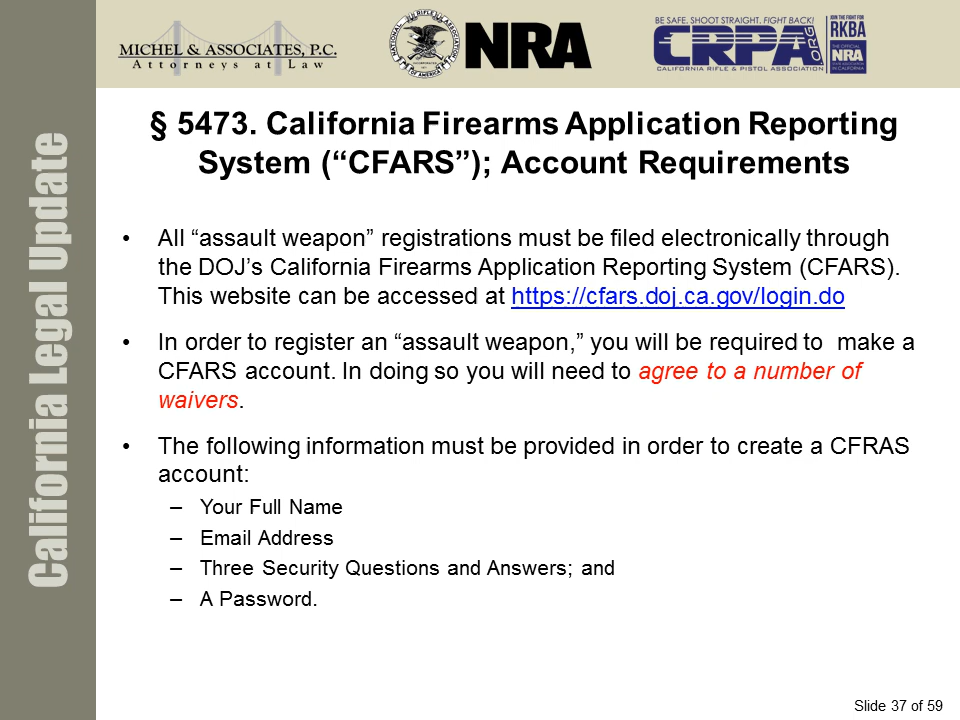 MICHEL & ASSOCIATES, P.C.
Attorneys at Law
NATIONAL RIFLE ASSOCIATION
OF AMERICA
NRA
BE SAFE. SHOOT STRAIGHT. FIGHT BACK!
CRPA.ORG
CALIFORNIA RIFLE & PISTOL ASSOCIATION
JOIN THE FIGHT FOR
RKBA
THE OFFICIAL
NRA
STATE ASSOCIATION
IN CALIFORNIA
California Legal Update
§ 5473. California Firearms Application Reporting
System (“CFARS”); Account Requirements
• All “assault weapon” registrations must be filed electronically through
the DOJ’s California Firearms Application Reporting System (CFARS).
This website can be accessed at https://cfars.doj.ca.gov/login.do
• In order to register an “assault weapon,” you will be required to  make a
CFARS account. In doing so you will need to agree to a number of
waivers.
• The following information must be provided in order to create a CFRAS
account:
– Your Full Name
– Email Address
– Three Security Questions and Answers; and
– A Password.
Slide 37 of 59